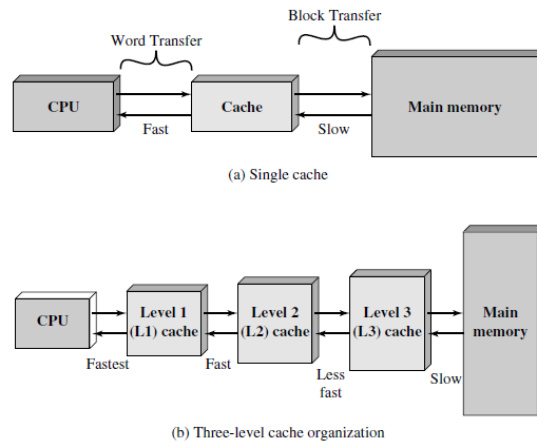 Block Transfer
Word Transfer
CPU
Cache
Main memory
Fast
Slow
(a) Single cache
Level 1
(L1) cache
Level 2
(L2) cache
Level 3
(L3) cache
Main
memory
CPU
Fastest
Fast
Less
fast
Slow
(b) Three-level cache organization